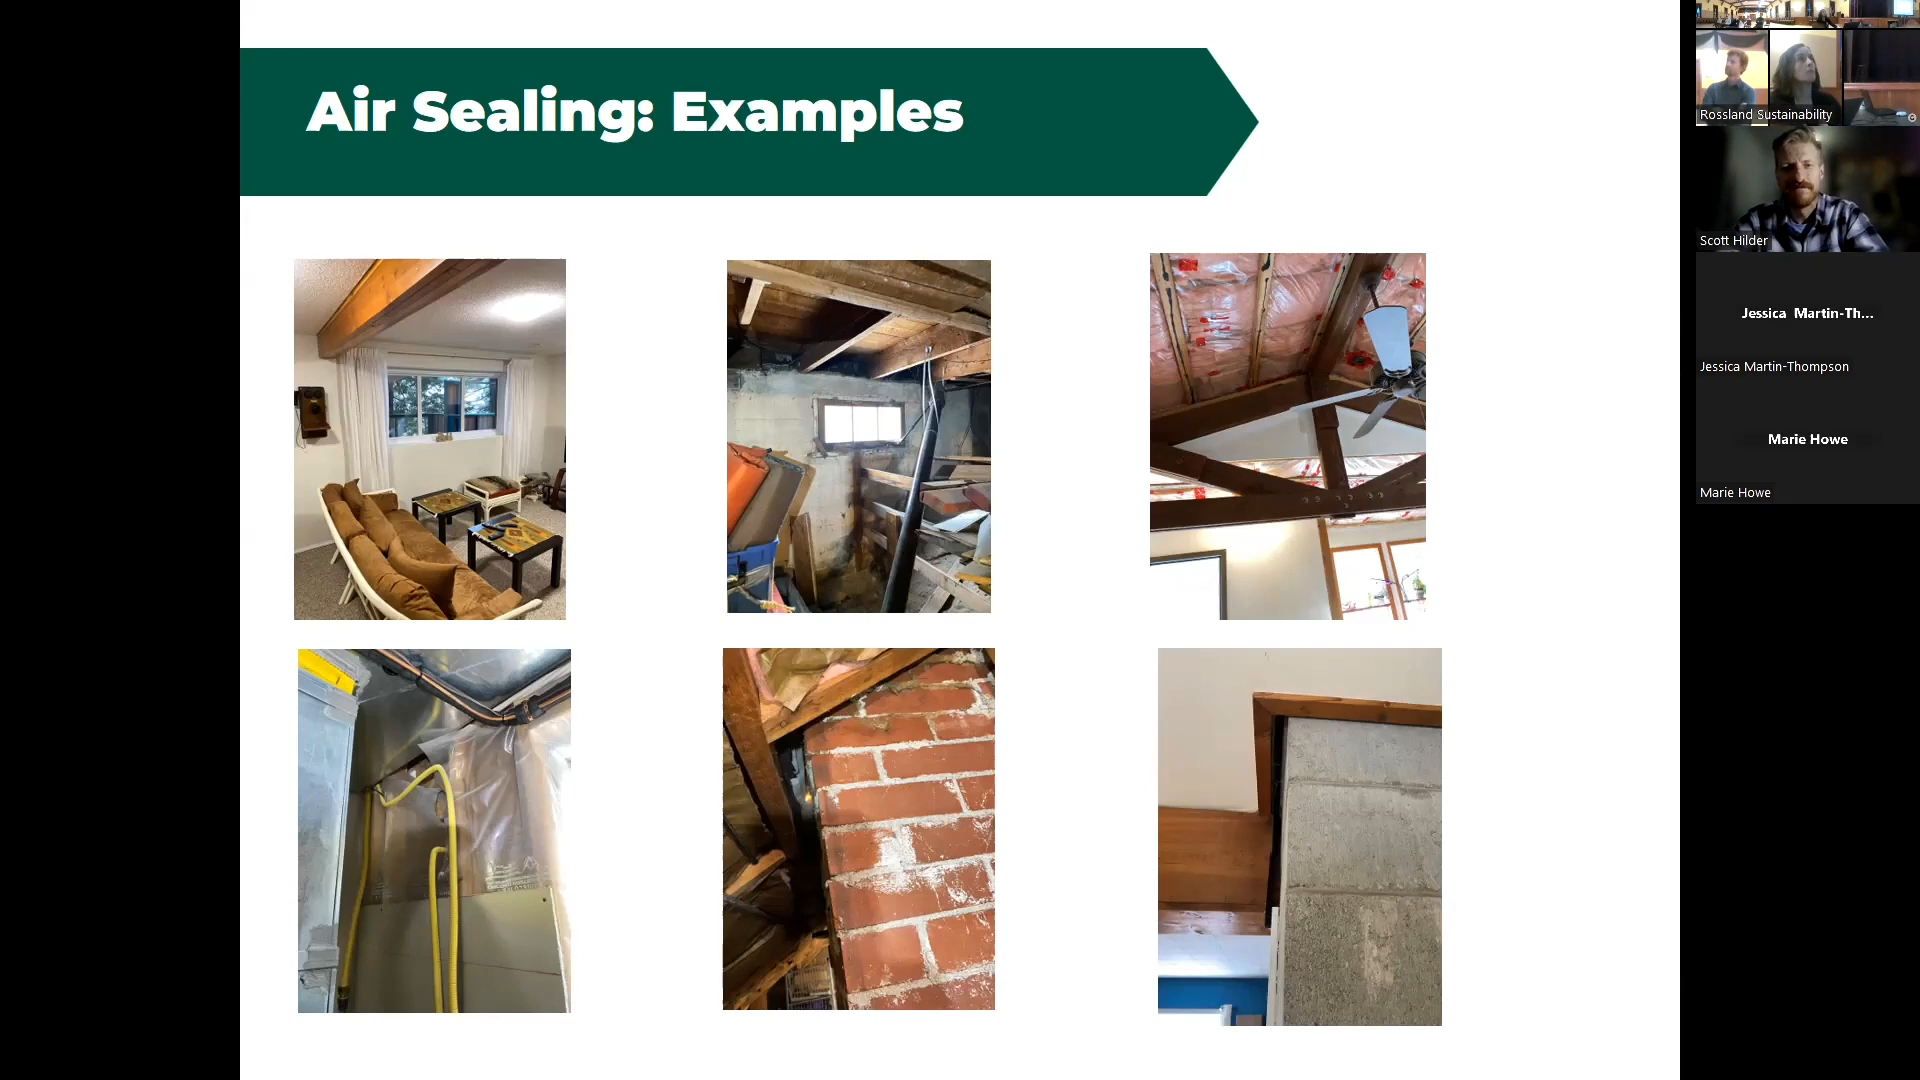 Air Sealing: Examples
Rossland Sustainability
Scott Hilder
Jessica Martin-Th...
Jessica Martin-Thompson
Marie Howe
Marie Howe